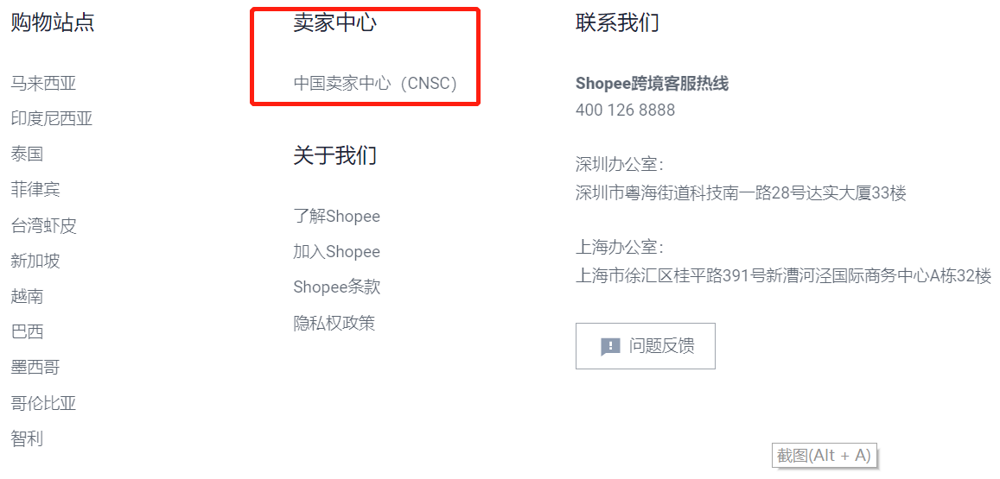 购物站点
马来西亚
印度尼西亚
泰国
菲律宾
台湾虾皮
新加坡
越南
巴西
墨西哥
哥伦比亚
智利
卖家中心
中国卖家中心（CNSC）
关于我们
了解Shopee
加入Shopee
Shopee条款
隐私权政策
联系我们
Shopee跨境客服热线
400 126 8888
深圳办公室：
深圳市粤海街道科技南一路28号达实大厦33楼
上海办公室：
上海市徐汇区桂平路391号新漕河泾国际商务中心A栋32楼
问题反馈
截图(Alt + A)